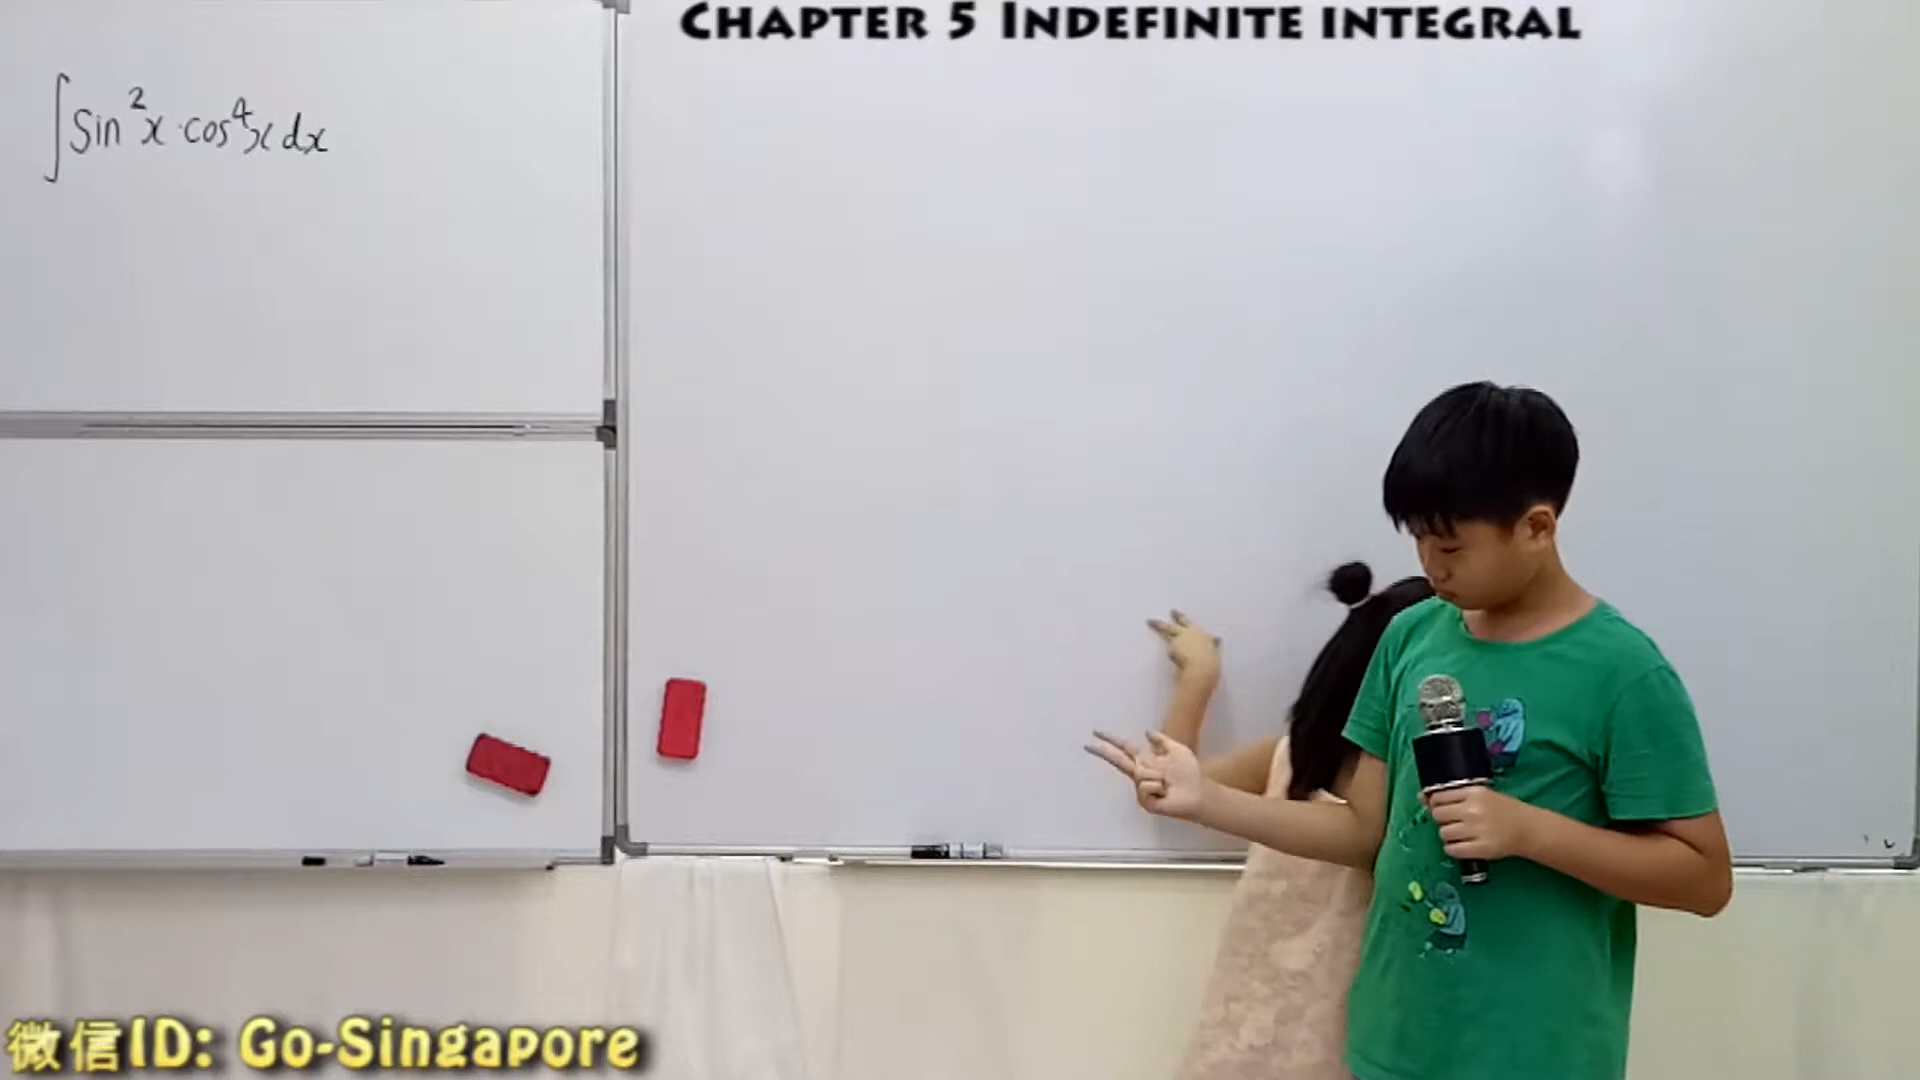 CHAPTER 5 INDEFINITE INTEGRAL
∫Sin²x·cos⁴x dx
微信ID: Go-Singapore